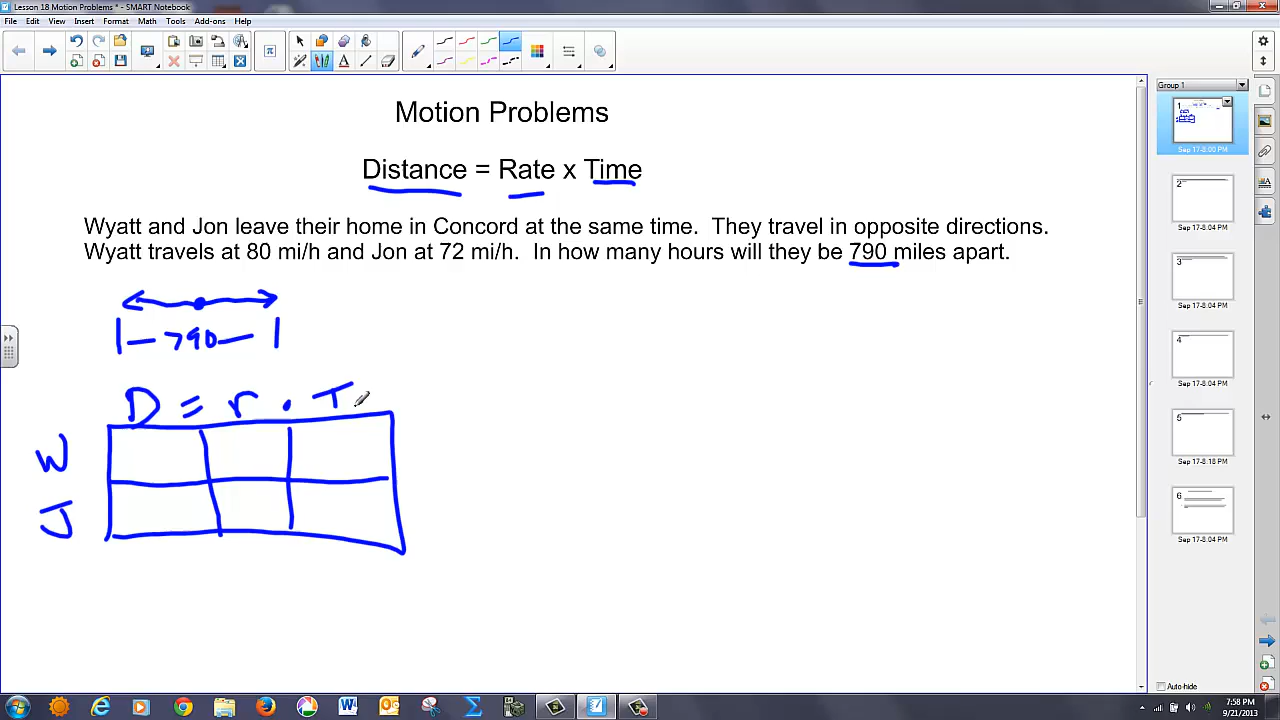 Lesson 18 Motion Problems * - SMART Notebook
File Edit View Insert Format Math Tools Add-ons Help
Motion Problems
Distance = Rate x Time
Wyatt and Jon leave their home in Concord at the same time. They travel in opposite directions.
Wyatt travels at 80 mi/h and Jon at 72 mi/h. In how many hours will they be 790 miles apart.
790
D = r . T
W
J
Group 1
1
Sep 17-8:00 PM
2
Sep 17-8:04 PM
3
Sep 17-8:04 PM
4
Sep 17-8:04 PM
5
Sep 17-8:18 PM
6
Sep 17-8:04 PM
Auto-hide
7:58 PM
9/21/2013